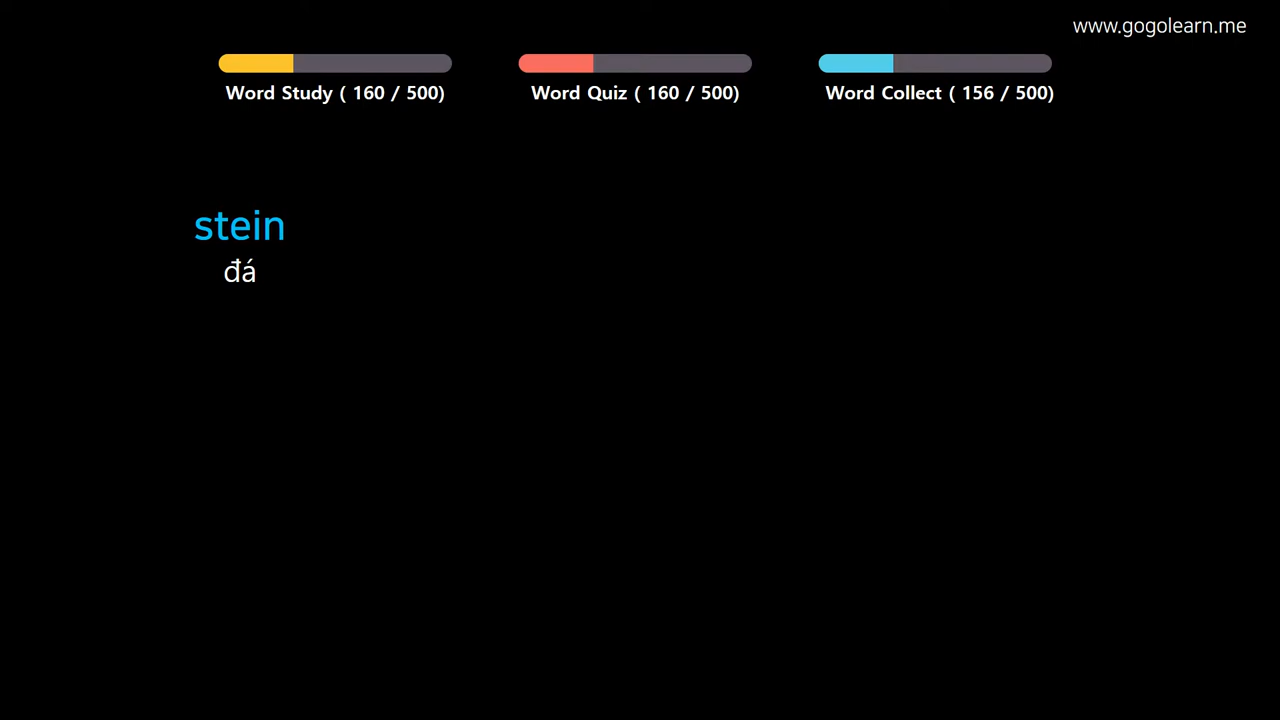 www.gogolearn.me
Word Study ( 160 / 500)
Word Quiz ( 160 / 500)
Word Collect ( 156 / 500)
stein
đá